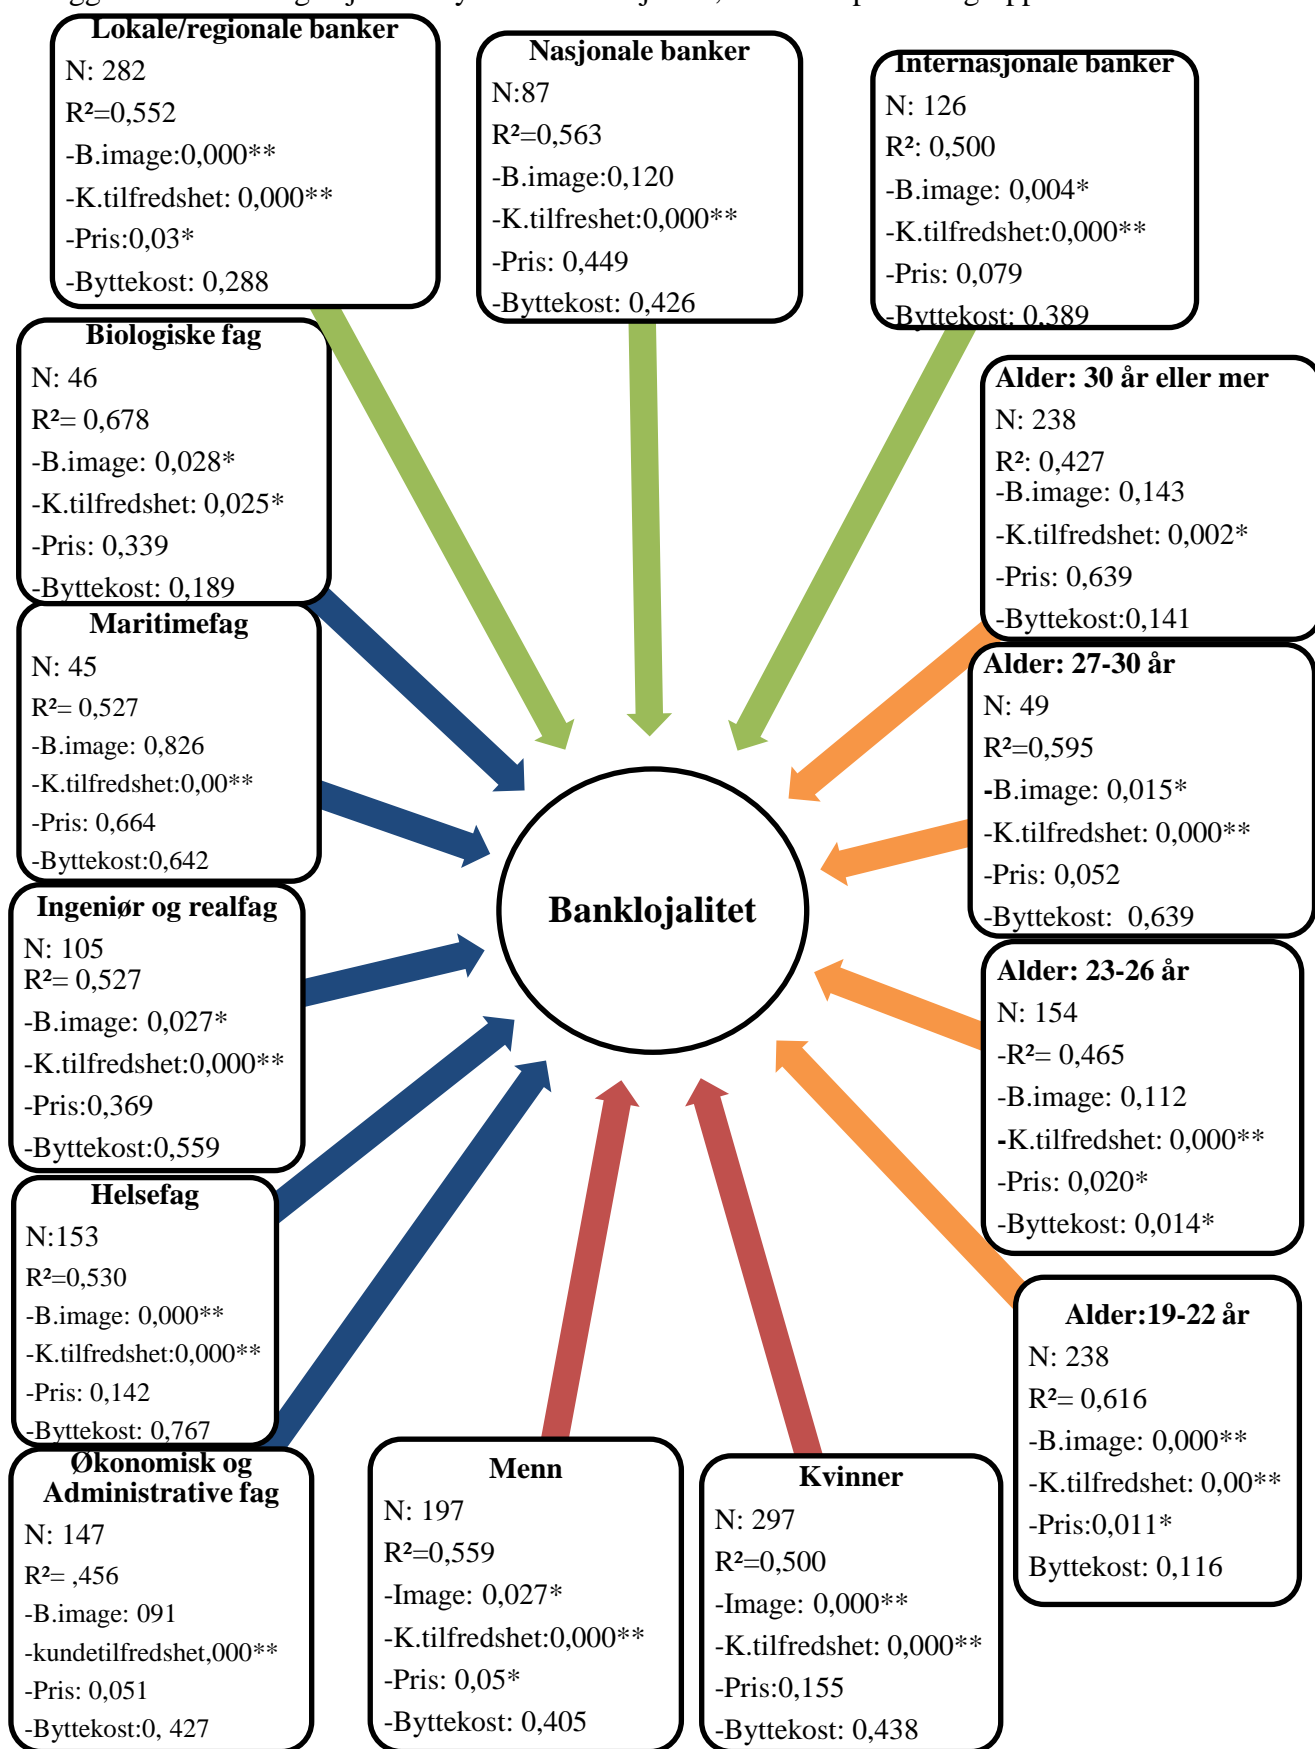 Lokale/regionale banker
N: 282
R²=0,552
-B.image:0,000**
-K.tilfredshet: 0,000**
-Pris:0,03*
-Byttekost: 0,288
Nasjonale banker
N:87
R²=0,563
-B.image:0,120
-K.tilfreshet:0,000**
-Pris: 0,449
-Byttekost: 0,426
Internasjonale banker
N: 126
R²: 0,500
-B.image: 0,004*
-K.tilfredshet:0,000**
-Pris: 0,079
-Byttekost: 0,389
Biologiske fag
N: 46
R²= 0,678
-B.image: 0,028*
-K.tilfredshet: 0,025*
-Pris: 0,339
-Byttekost: 0,189
Alder: 30 år eller mer
N: 238
R²: 0,427
-B.image: 0,143
-K.tilfredshet: 0,002*
-Pris: 0,639
-Byttekost:0,141
Maritimefag
N: 45
R²= 0,527
-B.image: 0,826
-K.tilfredshet:0,00**
-Pris: 0,664
-Byttekost:0,642
Alder: 27-30 år
N: 49
R²=0,595
-B.image: 0,015*
-K.tilfredshet: 0,000**
-Pris: 0,052
-Byttekost: 0,639
Banklojalitet
Ingeniør og realfag
N: 105
R²= 0,527
-B.image: 0,027*
-K.tilfredshet:0,000**
-Pris:0,369
-Byttekost:0,559
Alder: 23-26 år
N: 154
-R²= 0,465
-B.image: 0,112
-K.tilfredshet: 0,000**
-Pris: 0,020*
-Byttekost: 0,014*
Helsefag
N:153
R²=0,530
-B.image: 0,000**
-K.tilfredshet:0,000**
-Pris: 0,142
-Byttekost: 0,767
Alder:19-22 år
N: 238
R²= 0,616
-B.image: 0,000**
-K.tilfredshet: 0,00**
-Pris:0,011*
Byttekost: 0,116
Økonomisk og
Administrative fag
N: 147
R²= ,456
-B.image: 091
-kundetilfredshet,000**
-Pris: 0,051
-Byttekost:0, 427
Menn
N: 197
R²=0,559
-Image: 0,027*
-K.tilfredshet:0,000**
-Pris: 0,05*
-Byttekost: 0,405
Kvinner
N: 297
R²=0,500
-Image: 0,000**
-K.tilfredshet: 0,000**
-Pris:0,155
-Byttekost: 0,438